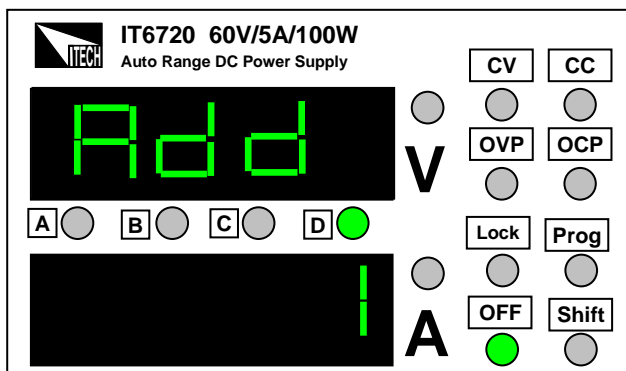 ITECH
IT6720 60V/5A/100W
Auto Range DC Power Supply
CV CC
Add
V
OVP OCP
A B C D
Lock Prog
1
A
OFF Shift